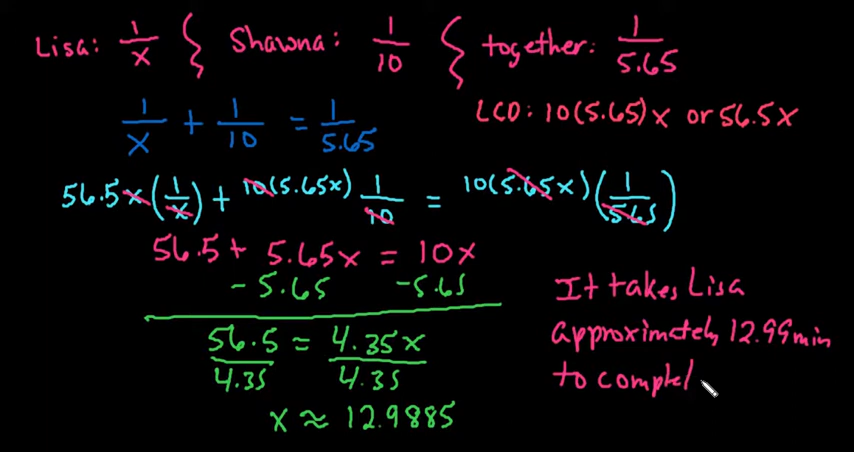 Lisa: 1/x { Shawna: 1/10 { together: 1/5.65
1/x + 1/10 = 1/5.65
LCD: 10(5.65)x or 56.5x
56.5x(1/x) + 10(5.65x) 1/10 = 10(5.65x)(1/5.65)
56.5 + 5.65x = 10x
-5.65 -5.65
56.5/4.35 = 4.35x/4.35
x ≈ 12.9885
It takes Lisa
approximately 12.99 min
to complet